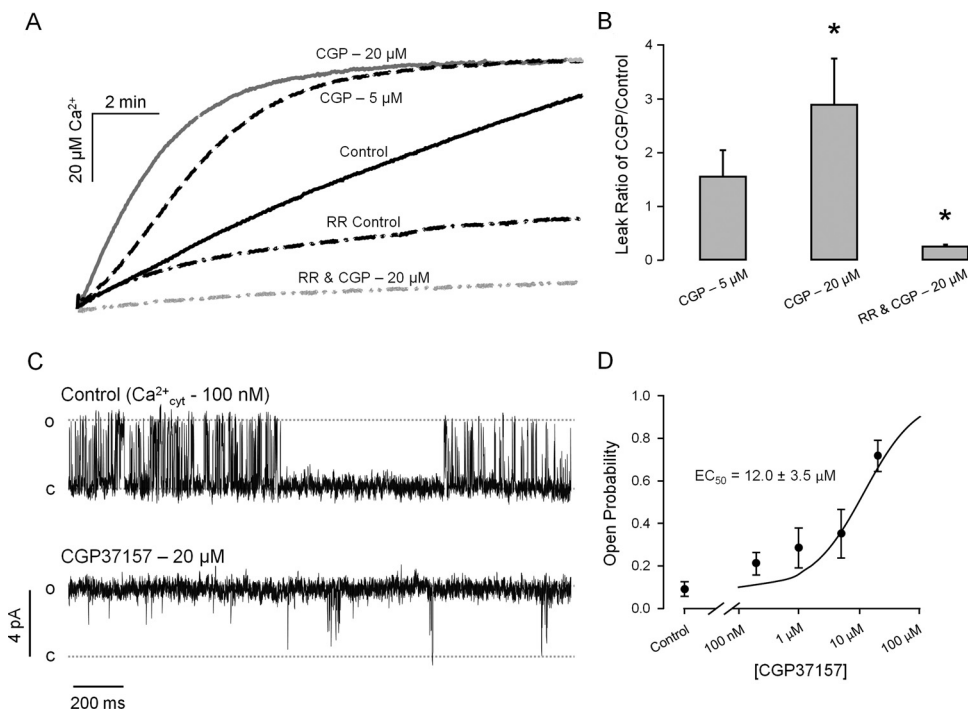 A
CGP – 20 µM
2 min
20 µM Ca²⁺
CGP – 5 µM
Control
RR Control
RR & CGP – 20 µM
B
Leak Ratio of CGP/Control
4
3
2
1
0
*
*
CGP – 5 µM
CGP – 20 µM
RR & CGP – 20 µM
C
Control (Ca²⁺cyt - 100 nM)
O
C
CGP37157 – 20 µM
O
C
4 pA
200 ms
D
Open Probability
1.0
0.8
0.6
0.4
0.2
0.0
EC₅₀ = 12.0 ± 3.5 µM
Control
100 nM
1 µM
10 µM
100 µM
[CGP37157]